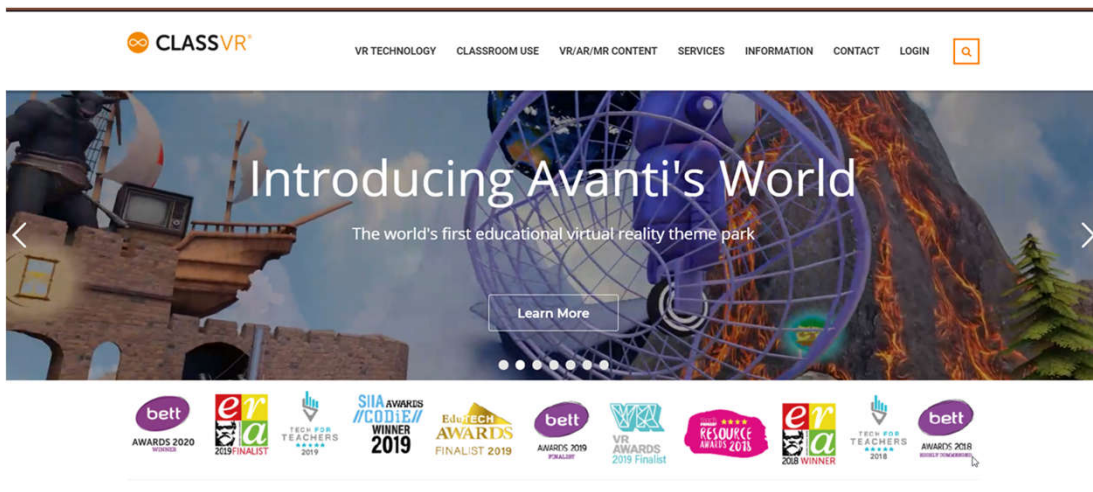 CLASSVR
VR TECHNOLOGY CLASSROOM USE VR/AR/MR CONTENT SERVICES INFORMATION CONTACT LOGIN
Introducing Avanti's World
The world's first educational virtual reality theme park
Learn More
bett
AWARDS 2020
WINNER
era
2019 FINALIST
TECH FOR
TEACHERS
2019
SIIA AWARDS
//CODiE//
WINNER
2019
EduTECH
AWARDS
FINALIST 2019
bett
AWARDS 2019
FINALIST
VR
AWARDS
2019 Finalist
RESOURCE
AWARDS 2018
era
2018 WINNER
TECH FOR
TEACHERS
2018
bett
AWARDS 2018
HIGHLY COMMENDED